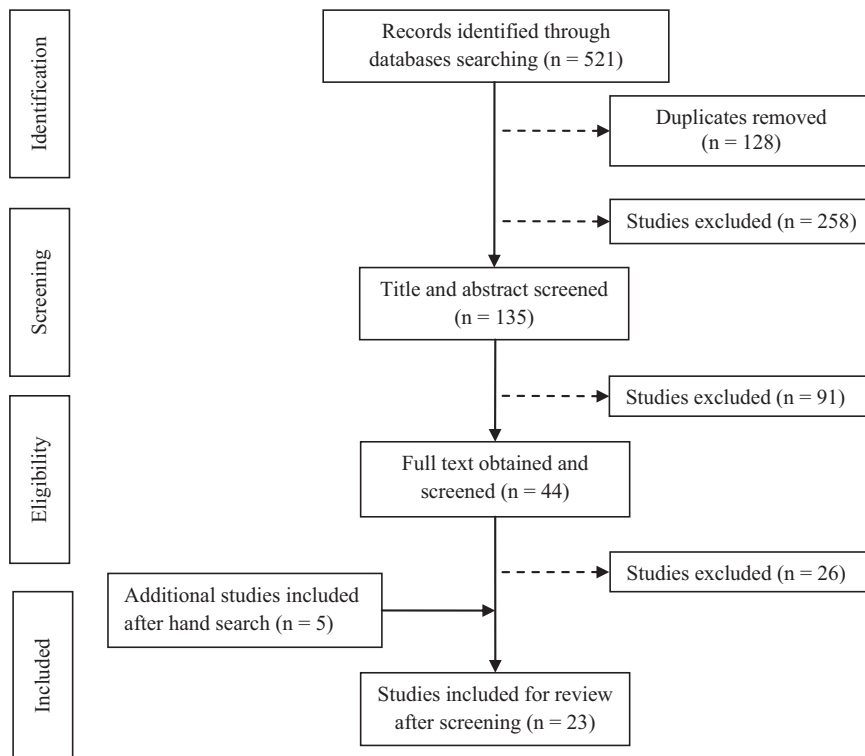 Identification
Records identified through
databases searching (n = 521)
Duplicates removed
(n = 128)
Screening
Studies excluded (n = 258)
Title and abstract screened
(n = 135)
Studies excluded (n = 91)
Eligibility
Full text obtained and
screened (n = 44)
Studies excluded (n = 26)
Additional studies included
after hand search (n = 5)
Included
Studies included for review
after screening (n = 23)